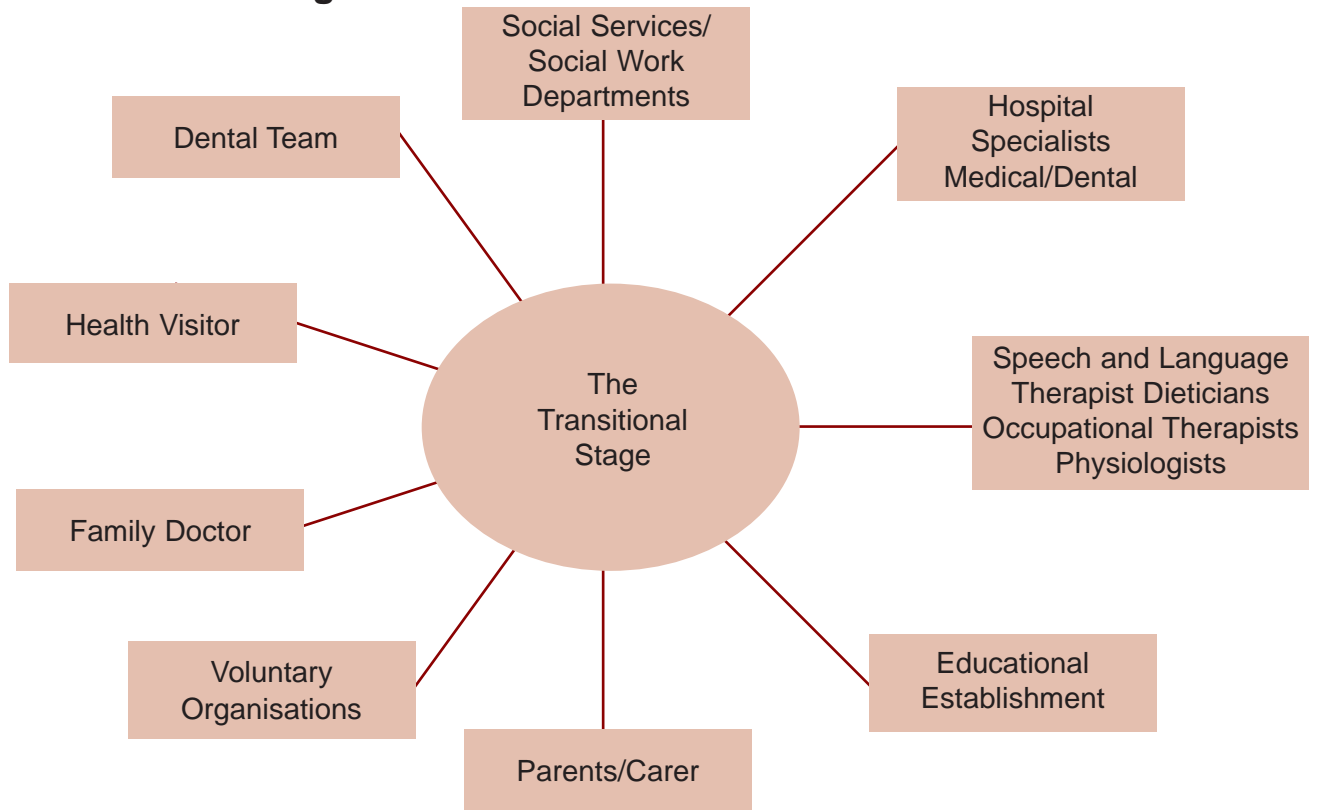 Social Services/
Social Work
Departments
Hospital
Specialists
Medical/Dental
Dental Team
Health Visitor
Speech and Language
Therapist Dieticians
Occupational Therapists
Physiologists
The
Transitional
Stage
Family Doctor
Educational
Establishment
Voluntary
Organisations
Parents/Carer